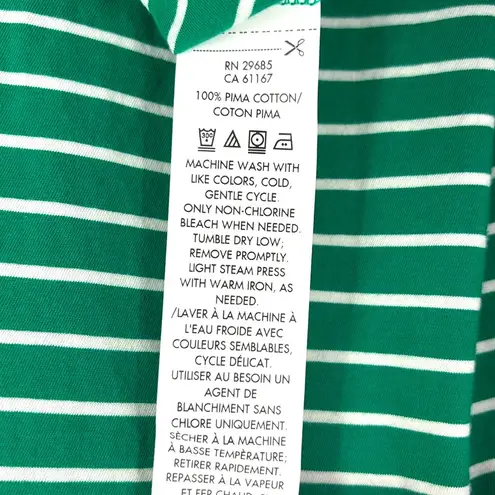 RN 29685
CA 61167
100% PIMA COTTON/
COTON PIMA
MACHINE WASH WITH
LIKE COLORS, COLD,
GENTLE CYCLE.
ONLY NON-CHLORINE
BLEACH WHEN NEEDED.
TUMBLE DRY LOW;
REMOVE PROMPTLY.
LIGHT STEAM PRESS
WITH WARM IRON, AS
NEEDED.
/LAVER À LA MACHINE À
L'EAU FROIDE AVEC
COULEURS SEMBLABLES,
CYCLE DÉLICAT.
UTILISER AU BESOIN UN
AGENT DE
BLANCHIMENT SANS
CHLORE UNIQUEMENT.
SÉCHER À LA MACHINE
À BASSE TEMPÉRATURE;
RETIRER RAPIDEMENT.
REPASSER À LA VAPEUR
ET FER CHAUD